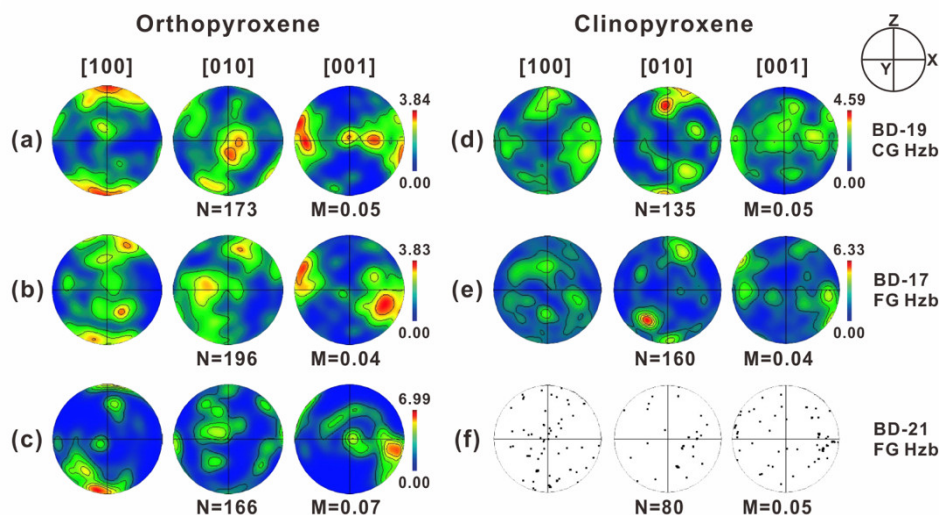 Orthopyroxene Clinopyroxene
Z
X
Y
[100] [010] [001] [100] [010] [001]
3.84 4.59
(a) (d) BD-19
CG Hzb
0.00 0.00
N=173 M=0.05 N=135 M=0.05
3.83 6.33
(b) (e) BD-17
FG Hzb
0.00 0.00
N=196 M=0.04 N=160 M=0.04
6.99
(c) (f) BD-21
FG Hzb
0.00
N=166 M=0.07 N=80 M=0.05